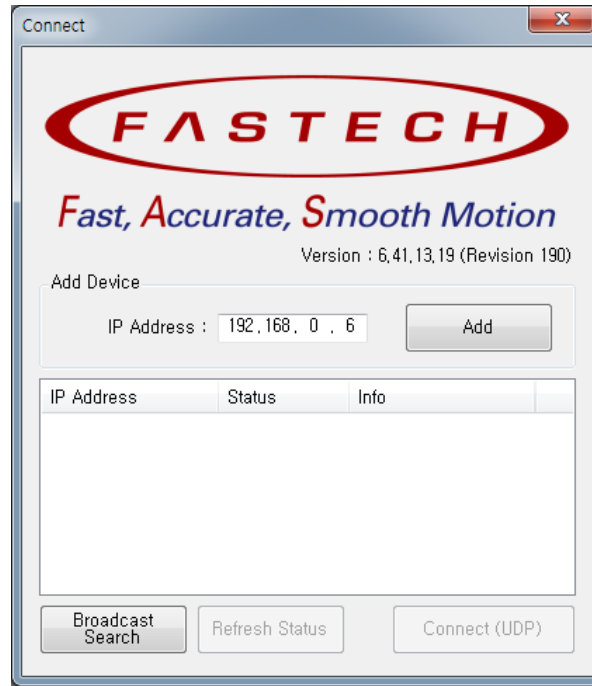 Connect
FASTECH
Fast, Accurate, Smooth Motion
Version : 6,41,13,19 (Revision 190)
Add Device
IP Address : 192,168, 0 , 6 Add
IP Address Status Info
Broadcast Search Refresh Status Connect (UDP)